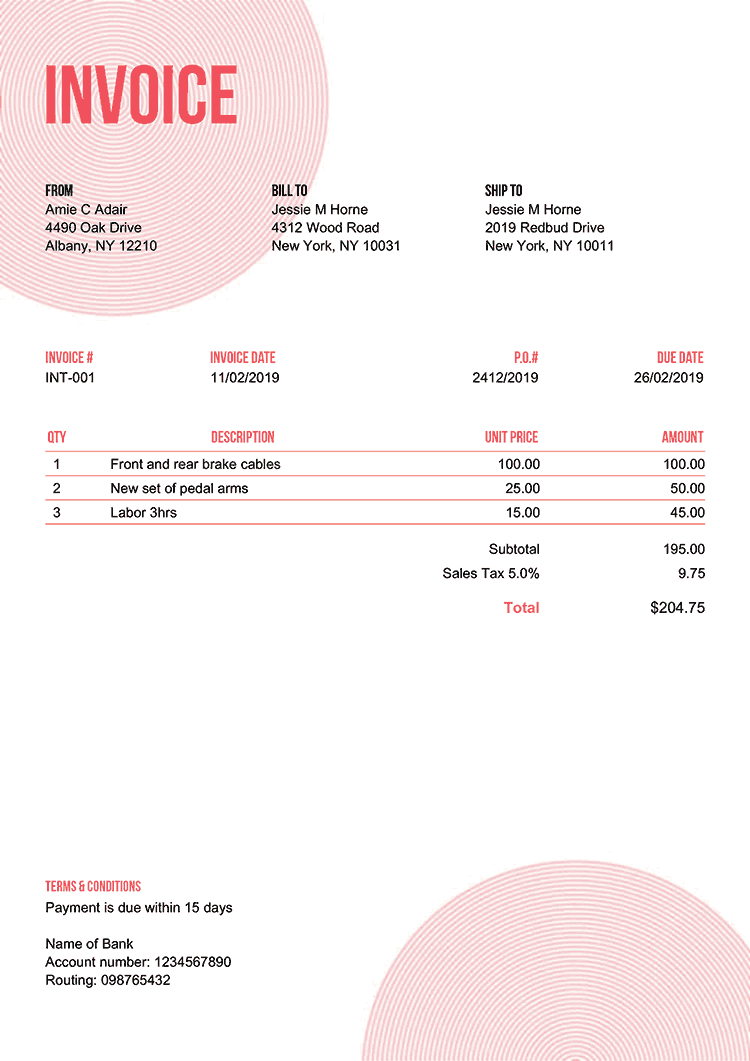 INVOICE
FROM BILL TO SHIP TO
Amie C Adair Jessie M Horne Jessie M Horne
4490 Oak Drive 4312 Wood Road 2019 Redbud Drive
Albany, NY 12210 New York, NY 10031 New York, NY 10011
INVOICE # INVOICE DATE P.O.# DUE DATE
INT-001 11/02/2019 2412/2019 26/02/2019
QTY DESCRIPTION UNIT PRICE AMOUNT
1 Front and rear brake cables 100.00 100.00
2 New set of pedal arms 25.00 50.00
3 Labor 3hrs 15.00 45.00
Subtotal 195.00
Sales Tax 5.0% 9.75
Total $204.75
TERMS & CONDITIONS
Payment is due within 15 days
Name of Bank
Account number: 1234567890
Routing: 098765432